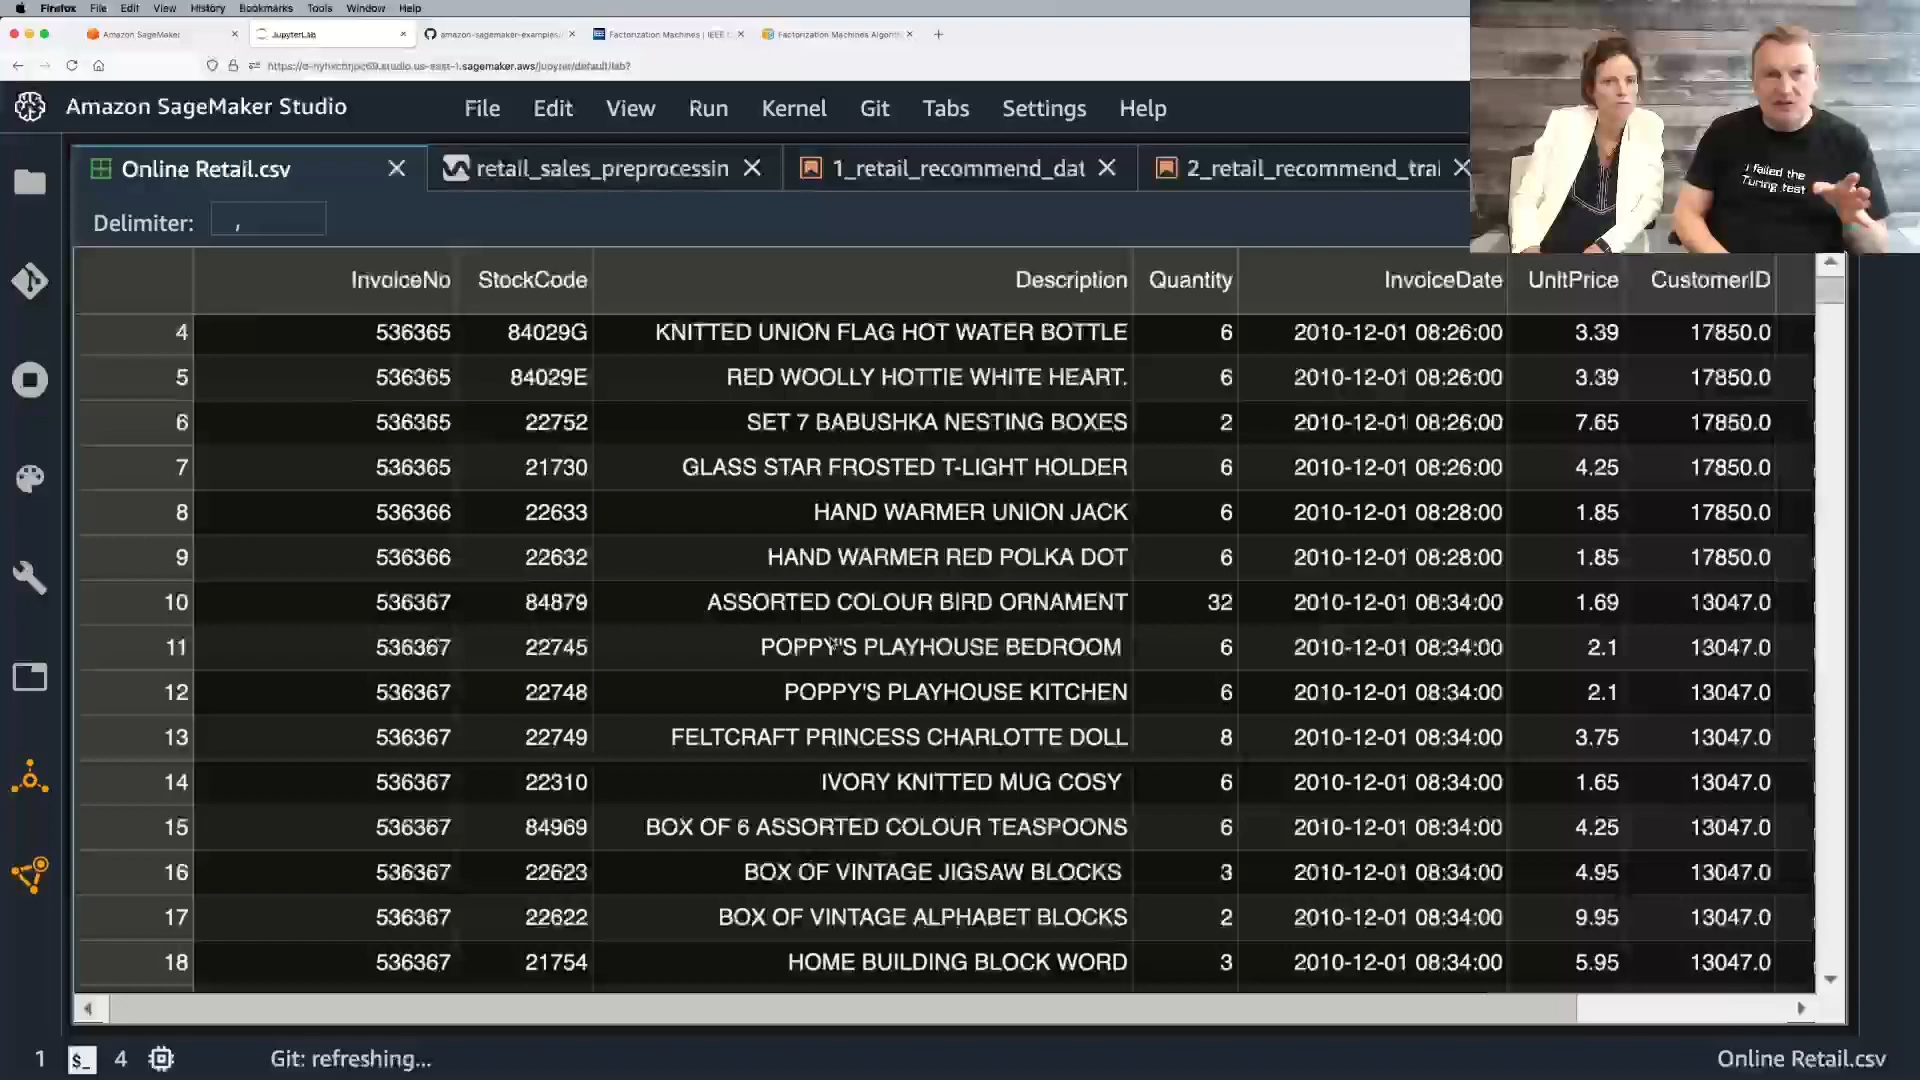 Firefox File Edit View History Bookmarks Tools Window Help
Amazon SageMaker JupyterLab amazon-sagemaker-examples Factorization Machines | IEEE Factorization Machines Algorith
sagemaker.aws/jupyter/default/lab?
Amazon SageMaker Studio File Edit View Run Kernel Git Tabs Settings Help
Online Retail.csv retail_sales_preprocessin 1_retail_recommend_dat 2_retail_recommend_trai
I failed the
Turing test
Delimiter: ,
InvoiceNo StockCode Description Quantity InvoiceDate UnitPrice CustomerID
4 536365 84029G KNITTED UNION FLAG HOT WATER BOTTLE 6 2010-12-01 08:26:00 3.39 17850.0
5 536365 84029E RED WOOLLY HOTTIE WHITE HEART. 6 2010-12-01 08:26:00 3.39 17850.0
6 536365 22752 SET 7 BABUSHKA NESTING BOXES 2 2010-12-01 08:26:00 7.65 17850.0
7 536365 21730 GLASS STAR FROSTED T-LIGHT HOLDER 6 2010-12-01 08:26:00 4.25 17850.0
8 536366 22633 HAND WARMER UNION JACK 6 2010-12-01 08:28:00 1.85 17850.0
9 536366 22632 HAND WARMER RED POLKA DOT 6 2010-12-01 08:28:00 1.85 17850.0
10 536367 84879 ASSORTED COLOUR BIRD ORNAMENT 32 2010-12-01 08:34:00 1.69 13047.0
11 536367 22745 POPPY'S PLAYHOUSE BEDROOM 6 2010-12-01 08:34:00 2.1 13047.0
12 536367 22748 POPPY'S PLAYHOUSE KITCHEN 6 2010-12-01 08:34:00 2.1 13047.0
13 536367 22749 FELTCRAFT PRINCESS CHARLOTTE DOLL 8 2010-12-01 08:34:00 3.75 13047.0
14 536367 22310 IVORY KNITTED MUG COSY 6 2010-12-01 08:34:00 1.65 13047.0
15 536367 84969 BOX OF 6 ASSORTED COLOUR TEASPOONS 6 2010-12-01 08:34:00 4.25 13047.0
16 536367 22623 BOX OF VINTAGE JIGSAW BLOCKS 3 2010-12-01 08:34:00 4.95 13047.0
17 536367 22622 BOX OF VINTAGE ALPHABET BLOCKS 2 2010-12-01 08:34:00 9.95 13047.0
18 536367 21754 HOME BUILDING BLOCK WORD 3 2010-12-01 08:34:00 5.95 13047.0
1 $_ 4 Git: refreshing... Online Retail.csv